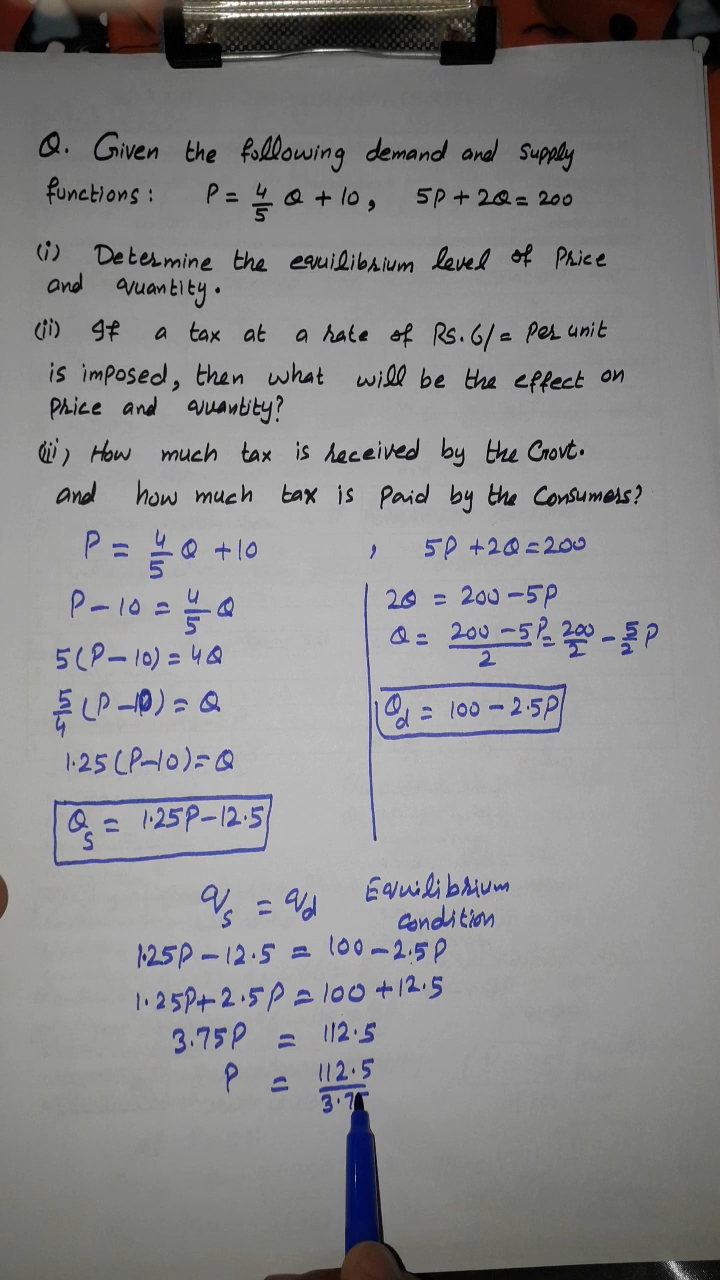 Q. Given the following demand and supply
functions: P = 4/5 Q + 10, 5P + 2Q = 200
(i) Determine the equilibrium level of Price
and quantity.
(ii) If a tax at a rate of RS. 6/= Per unit
is imposed, then what will be the effect on
Price and quantity?
(iii) How much tax is received by the Govt.
and how much tax is paid by the Consumers?
P = 4/5 Q + 10 , 5P + 2Q = 200
P - 10 = 4/5 Q
5(P - 10) = 4Q
5/4 (P - 10) = Q
1.25(P - 10) = Q
Qs = 1.25P - 12.5
2Q = 200 - 5P
Q = (200 - 5P)/2 = 200/2 - 5/2 P
Qd = 100 - 2.5P
qs = qd Equilibrium
condition
1.25P - 12.5 = 100 - 2.5P
1.25P + 2.5P = 100 + 12.5
3.75P = 112.5
P = 112.5/3.75